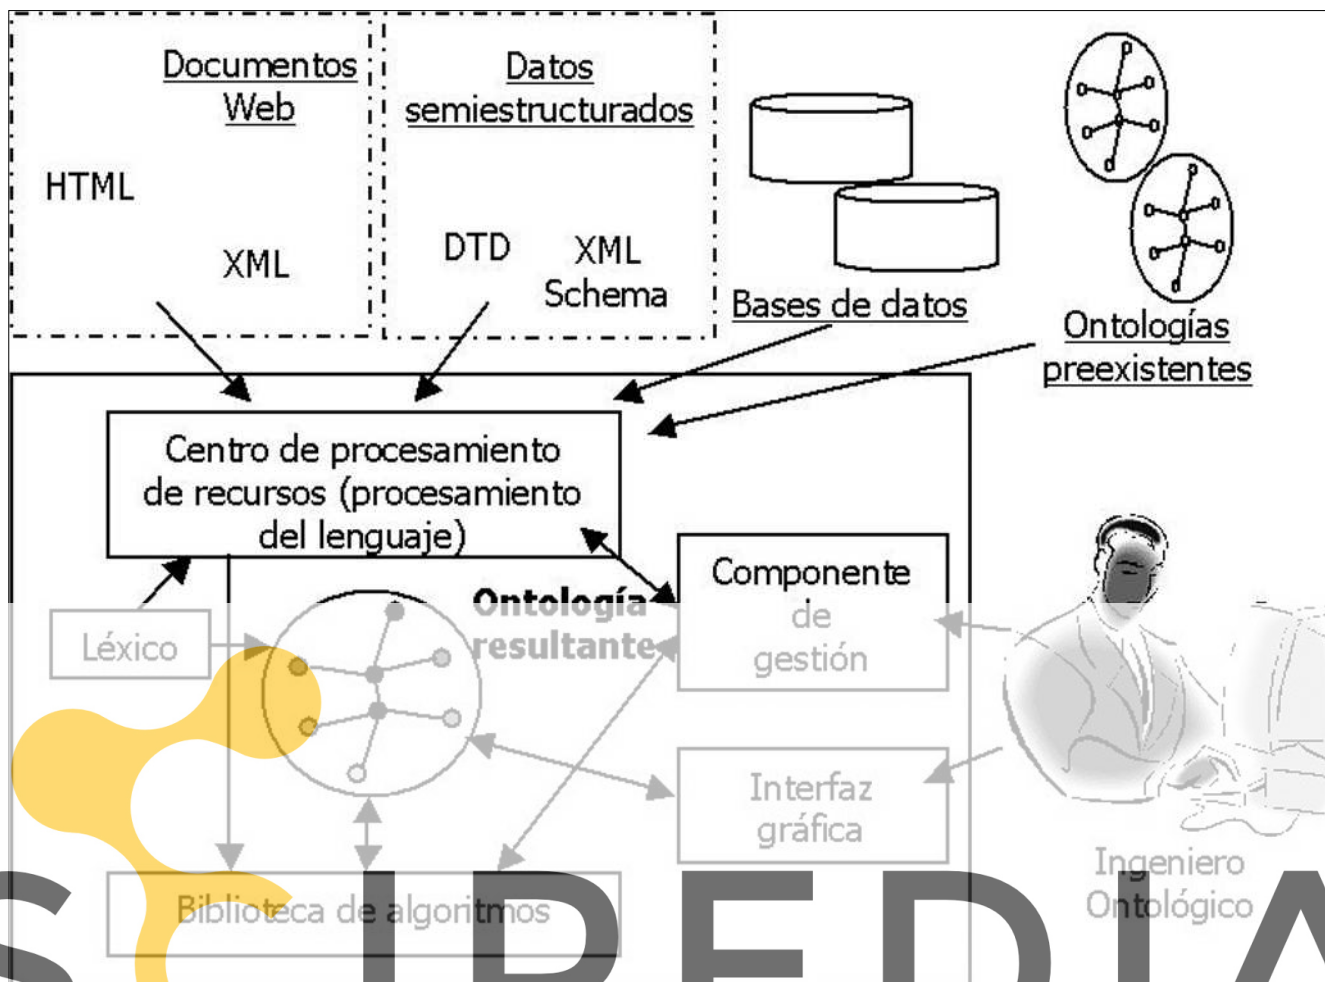 Documentos
Web
HTML
XML
Datos
semiestructurados
DTD
XML
Schema
Bases de datos
Ontologías
preexistentes
Centro de procesamiento
de recursos (procesamiento
del lenguaje)
Componente
de
gestión
Ontología
resultante
Léxico
Interfaz
gráfica
Biblioteca de algoritmos
Ingeniero
Ontológico
SCIPEDIA